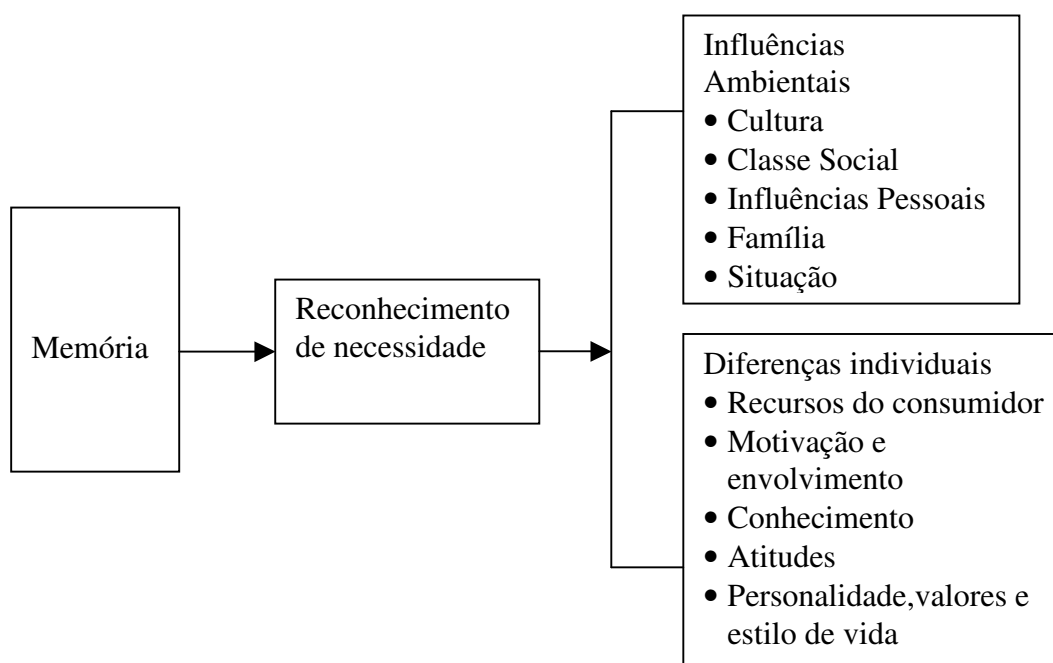 Memória
Reconhecimento
de necessidade
Influências
Ambientais
• Cultura
• Classe Social
• Influências Pessoais
• Família
• Situação
Diferenças individuais
• Recursos do consumidor
• Motivação e
envolvimento
• Conhecimento
• Atitudes
• Personalidade,valores e
estilo de vida